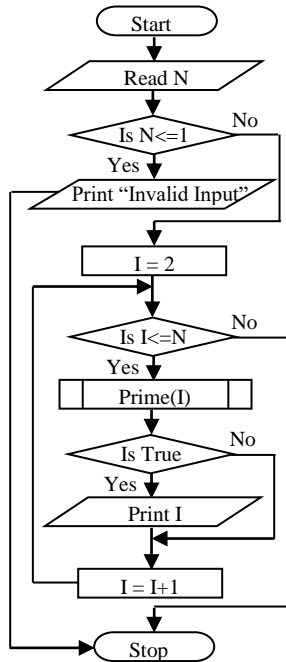 Start
Read N
Is N<=1
No
Yes
Print “Invalid Input”
I = 2
Is I<=N
No
Yes
Prime(I)
Is True
No
Yes
Print I
I = I+1
Stop